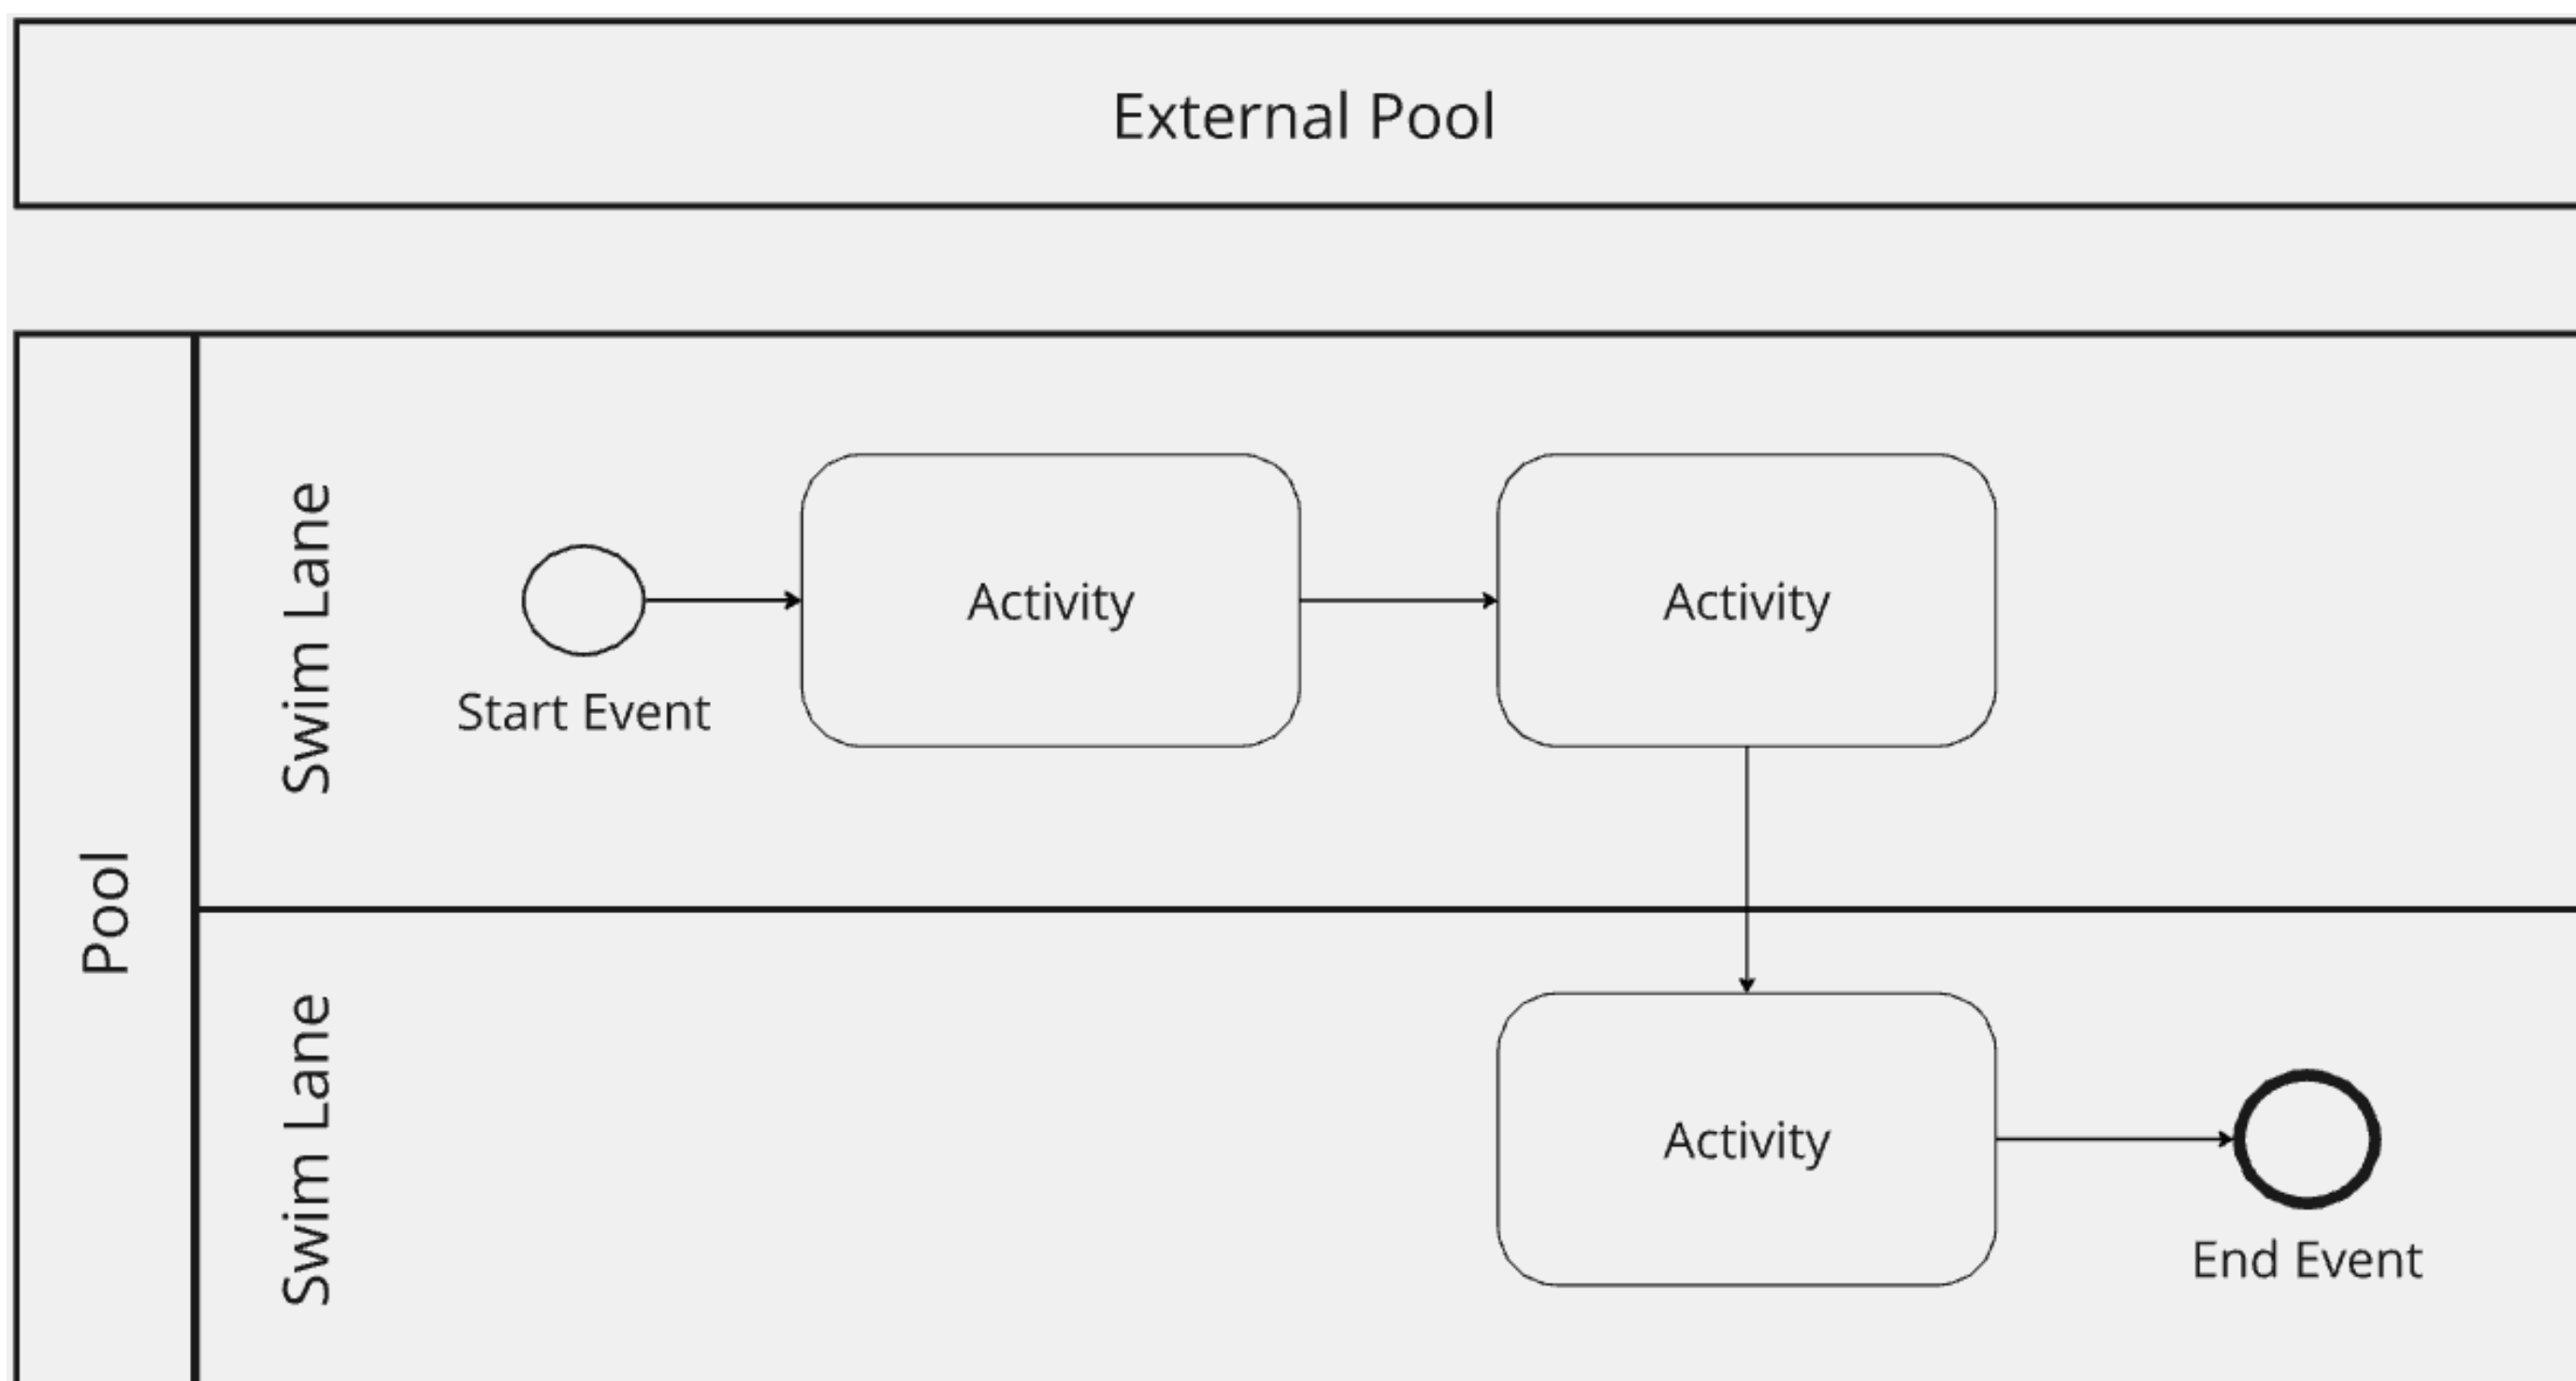 External Pool
Pool
Swim Lane
Start Event
Activity
Activity
Swim Lane
Activity
End Event